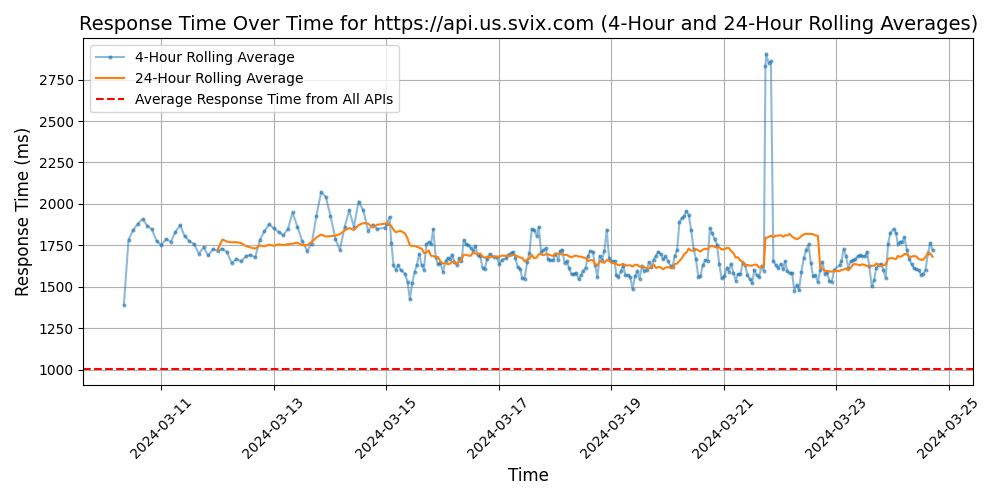 Response Time Over Time for https://api.us.svix.com (4-Hour and 24-Hour Rolling Averages)
4-Hour Rolling Average
24-Hour Rolling Average
Average Response Time from All APIs
Response Time (ms)
2750
2500
2250
2000
1750
1500
1250
1000
2024-03-11
2024-03-13
2024-03-15
2024-03-17
2024-03-19
2024-03-21
2024-03-23
2024-03-25
Time